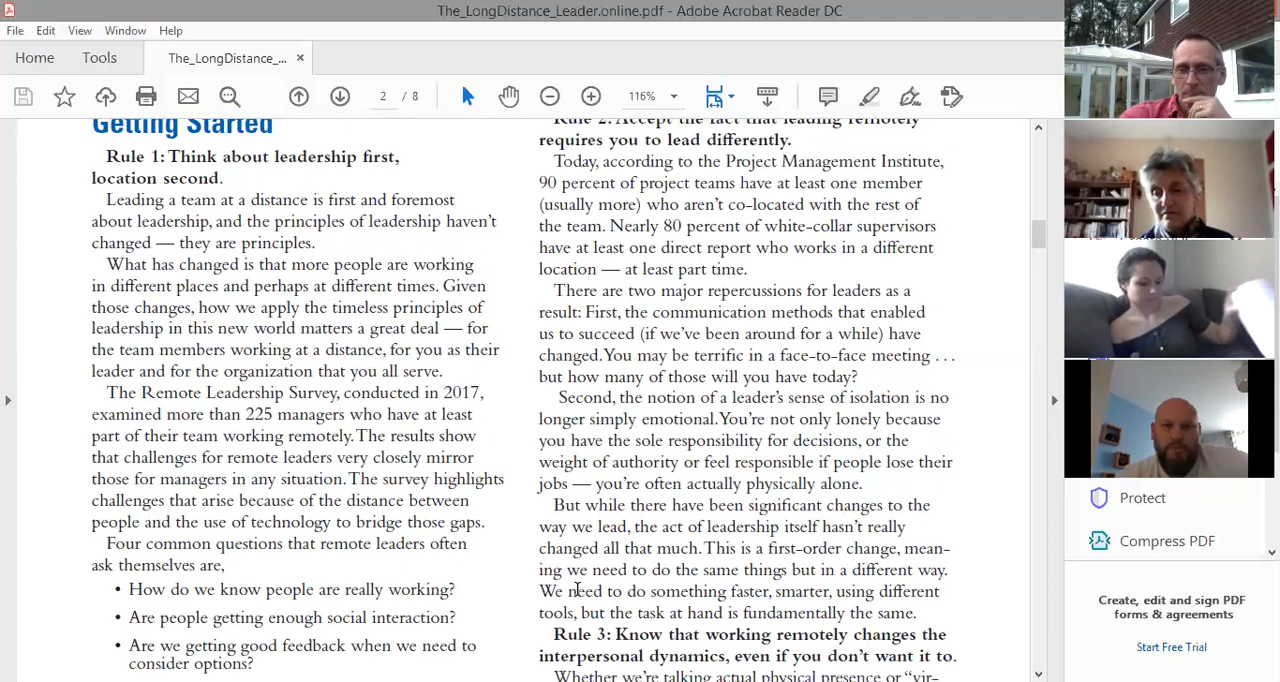 The_LongDistance_Leader.online.pdf - Adobe Acrobat Reader DC
File Edit View Window Help
Home Tools The_LongDistance_... ×
2 / 8 116%
Getting Started
Rule 1: Think about leadership first,
location second.
Leading a team at a distance is first and foremost
about leadership, and the principles of leadership haven't
changed — they are principles.
What has changed is that more people are working
in different places and perhaps at different times. Given
those changes, how we apply the timeless principles of
leadership in this new world matters a great deal — for
the team members working at a distance, for you as their
leader and for the organization that you all serve.
The Remote Leadership Survey, conducted in 2017,
examined more than 225 managers who have at least
part of their team working remotely. The results show
that challenges for remote leaders very closely mirror
those for managers in any situation. The survey highlights
challenges that arise because of the distance between
people and the use of technology to bridge those gaps.
Four common questions that remote leaders often
ask themselves are,
• How do we know people are really working?
• Are people getting enough social interaction?
• Are we getting good feedback when we need to
consider options?
Rule 2: Accept the fact that leading remotely
requires you to lead differently.
Today, according to the Project Management Institute,
90 percent of project teams have at least one member
(usually more) who aren't co-located with the rest of
the team. Nearly 80 percent of white-collar supervisors
have at least one direct report who works in a different
location — at least part time.
There are two major repercussions for leaders as a
result: First, the communication methods that enabled
us to succeed (if we've been around for a while) have
changed. You may be terrific in a face-to-face meeting . . .
but how many of those will you have today?
Second, the notion of a leader's sense of isolation is no
longer simply emotional. You're not only lonely because
you have the sole responsibility for decisions, or the
weight of authority or feel responsible if people lose their
jobs — you're often actually physically alone.
But while there have been significant changes to the
way we lead, the act of leadership itself hasn't really
changed all that much. This is a first-order change, mean-
ing we need to do the same things but in a different way.
We need to do something faster, smarter, using different
tools, but the task at hand is fundamentally the same.
Rule 3: Know that working remotely changes the
interpersonal dynamics, even if you don't want it to.
Whether we're talking actual physical presence or "vir-
Protect
Compress PDF
Create, edit and sign PDF
forms & agreements
Start Free Trial